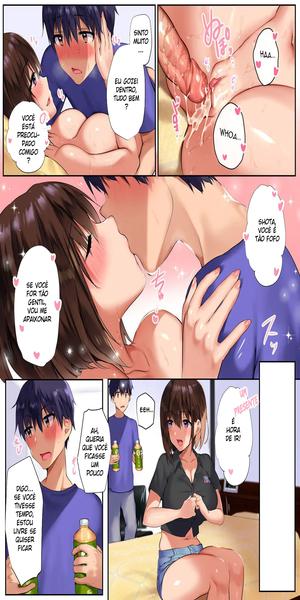 HAA...
WHOA...
SINTO
MUITO
...
EU GOZEI
DENTRO,
TUDO
BEM ?
VOCÊ
ESTÁ
PREOCU-
PADO
COMIGO
?
SHOTA,
VOCÊ É
TÃO FOFO
SE VOCÊ
FOR TÃO
GENTIL,
VOU ME
APAIXONAR
UM
PRESENTE
É
HORA
DE IR!
EEH...
AH,
QUERIA
QUE VOCÊ
FICASSE
UM
POUCO
DIGO...
SE VOCÊ
TIVESSE
TEMPO,
ESTOU
LIVRE SE
QUISER
FICAR